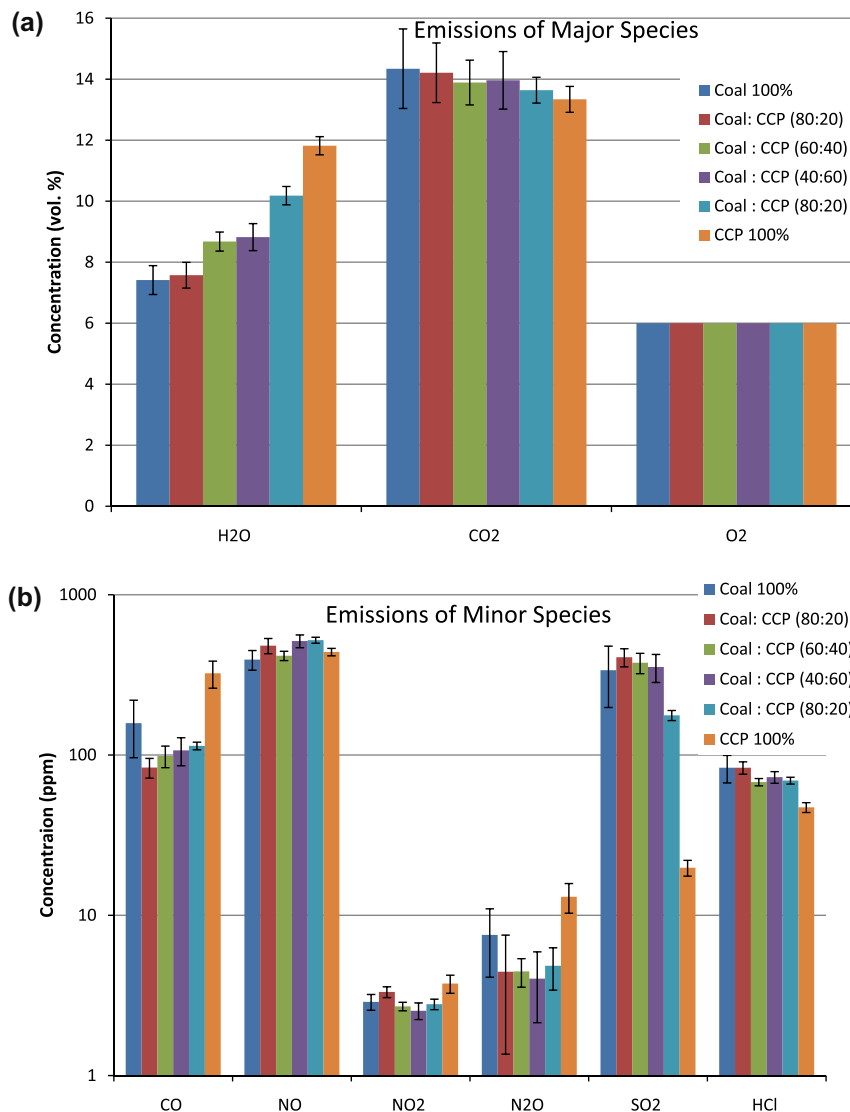 (a)
Emissions of Major Species
16
14
12
10
8
6
4
2
0
Concentration (vol. %)
Coal 100%
Coal: CCP (80:20)
Coal : CCP (60:40)
Coal : CCP (40:60)
Coal : CCP (80:20)
CCP 100%
H2O CO2 O2
(b)
Emissions of Minor Species
1000
100
10
1
Concentraion (ppm)
Coal 100%
Coal: CCP (80:20)
Coal : CCP (60:40)
Coal : CCP (40:60)
Coal : CCP (80:20)
CCP 100%
CO NO NO2 N2O SO2 HCl